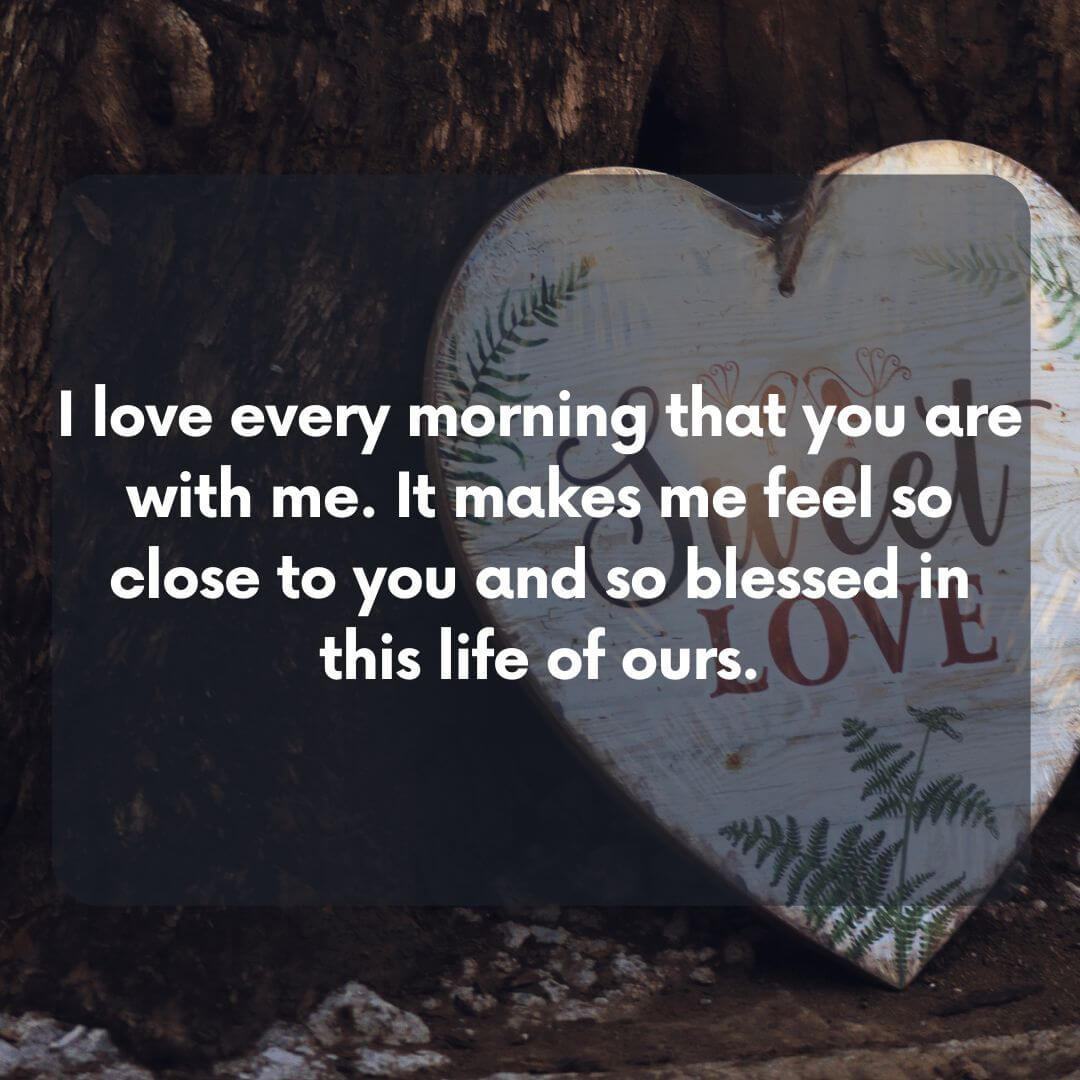 I love every morning that you are
with me. It makes me feel so
close to you and so blessed in
this life of ours.
Sweet
LOVE